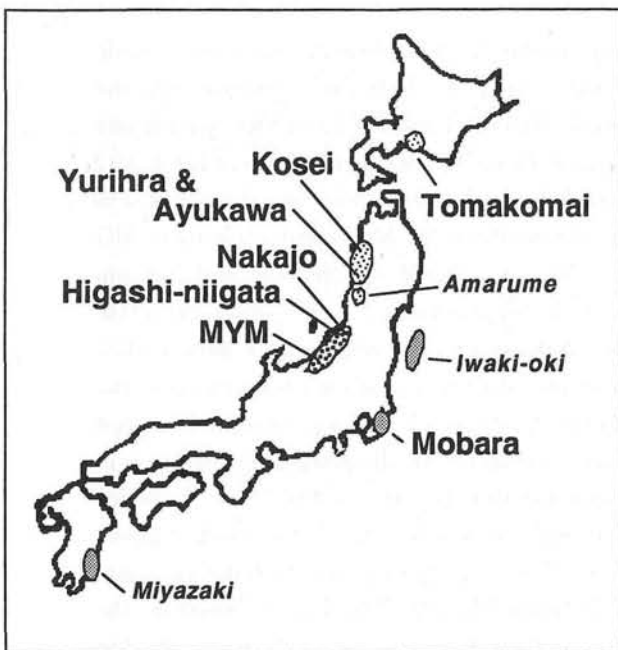 Kosei
Yurihra &
Ayukawa
Tomakomai
Nakajo
Amarume
Higashi-niigata
MYM
Iwaki-oki
Mobara
Miyazaki